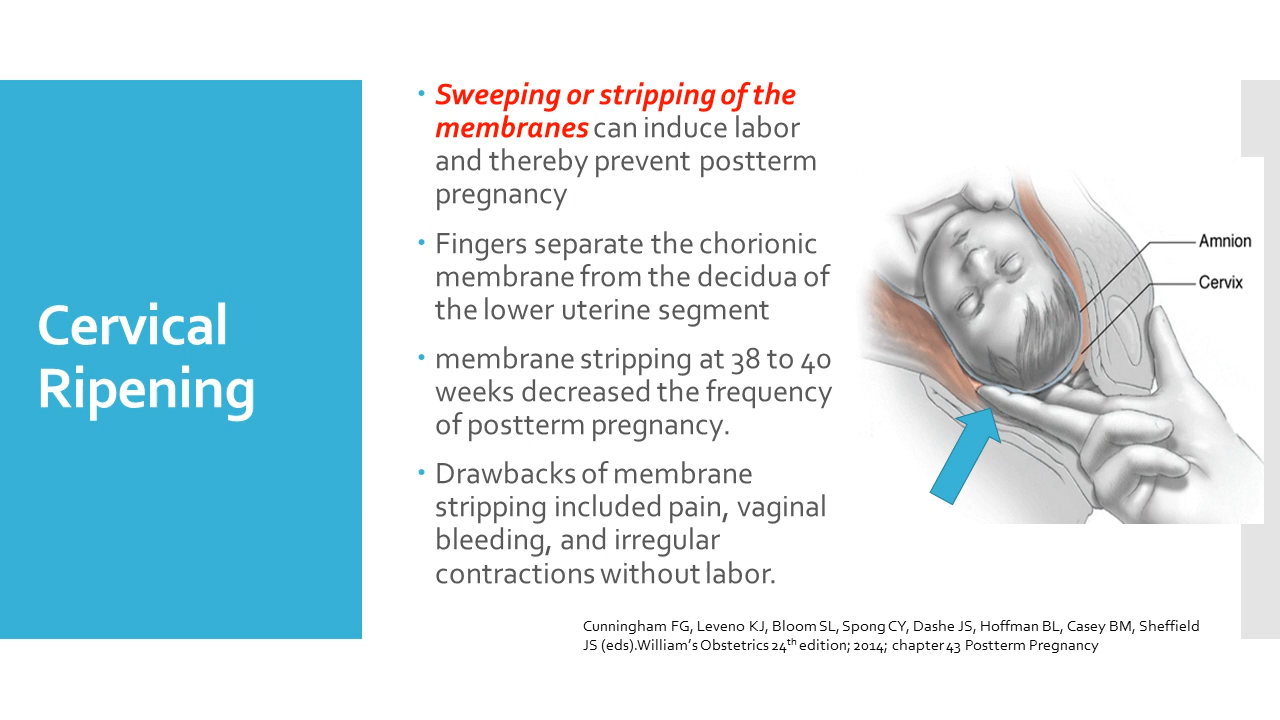 Cervical
Ripening
• Sweeping or stripping of the
membranes can induce labor
and thereby prevent postterm
pregnancy
• Fingers separate the chorionic
membrane from the decidua of
the lower uterine segment
• membrane stripping at 38 to 40
weeks decreased the frequency
of postterm pregnancy.
• Drawbacks of membrane
stripping included pain, vaginal
bleeding, and irregular
contractions without labor.
Amnion
Cervix
Cunningham FG, Leveno KJ, Bloom SL, Spong CY, Dashe JS, Hoffman BL, Casey BM, Sheffield
JS (eds).William's Obstetrics 24th edition; 2014; chapter 43 Postterm Pregnancy